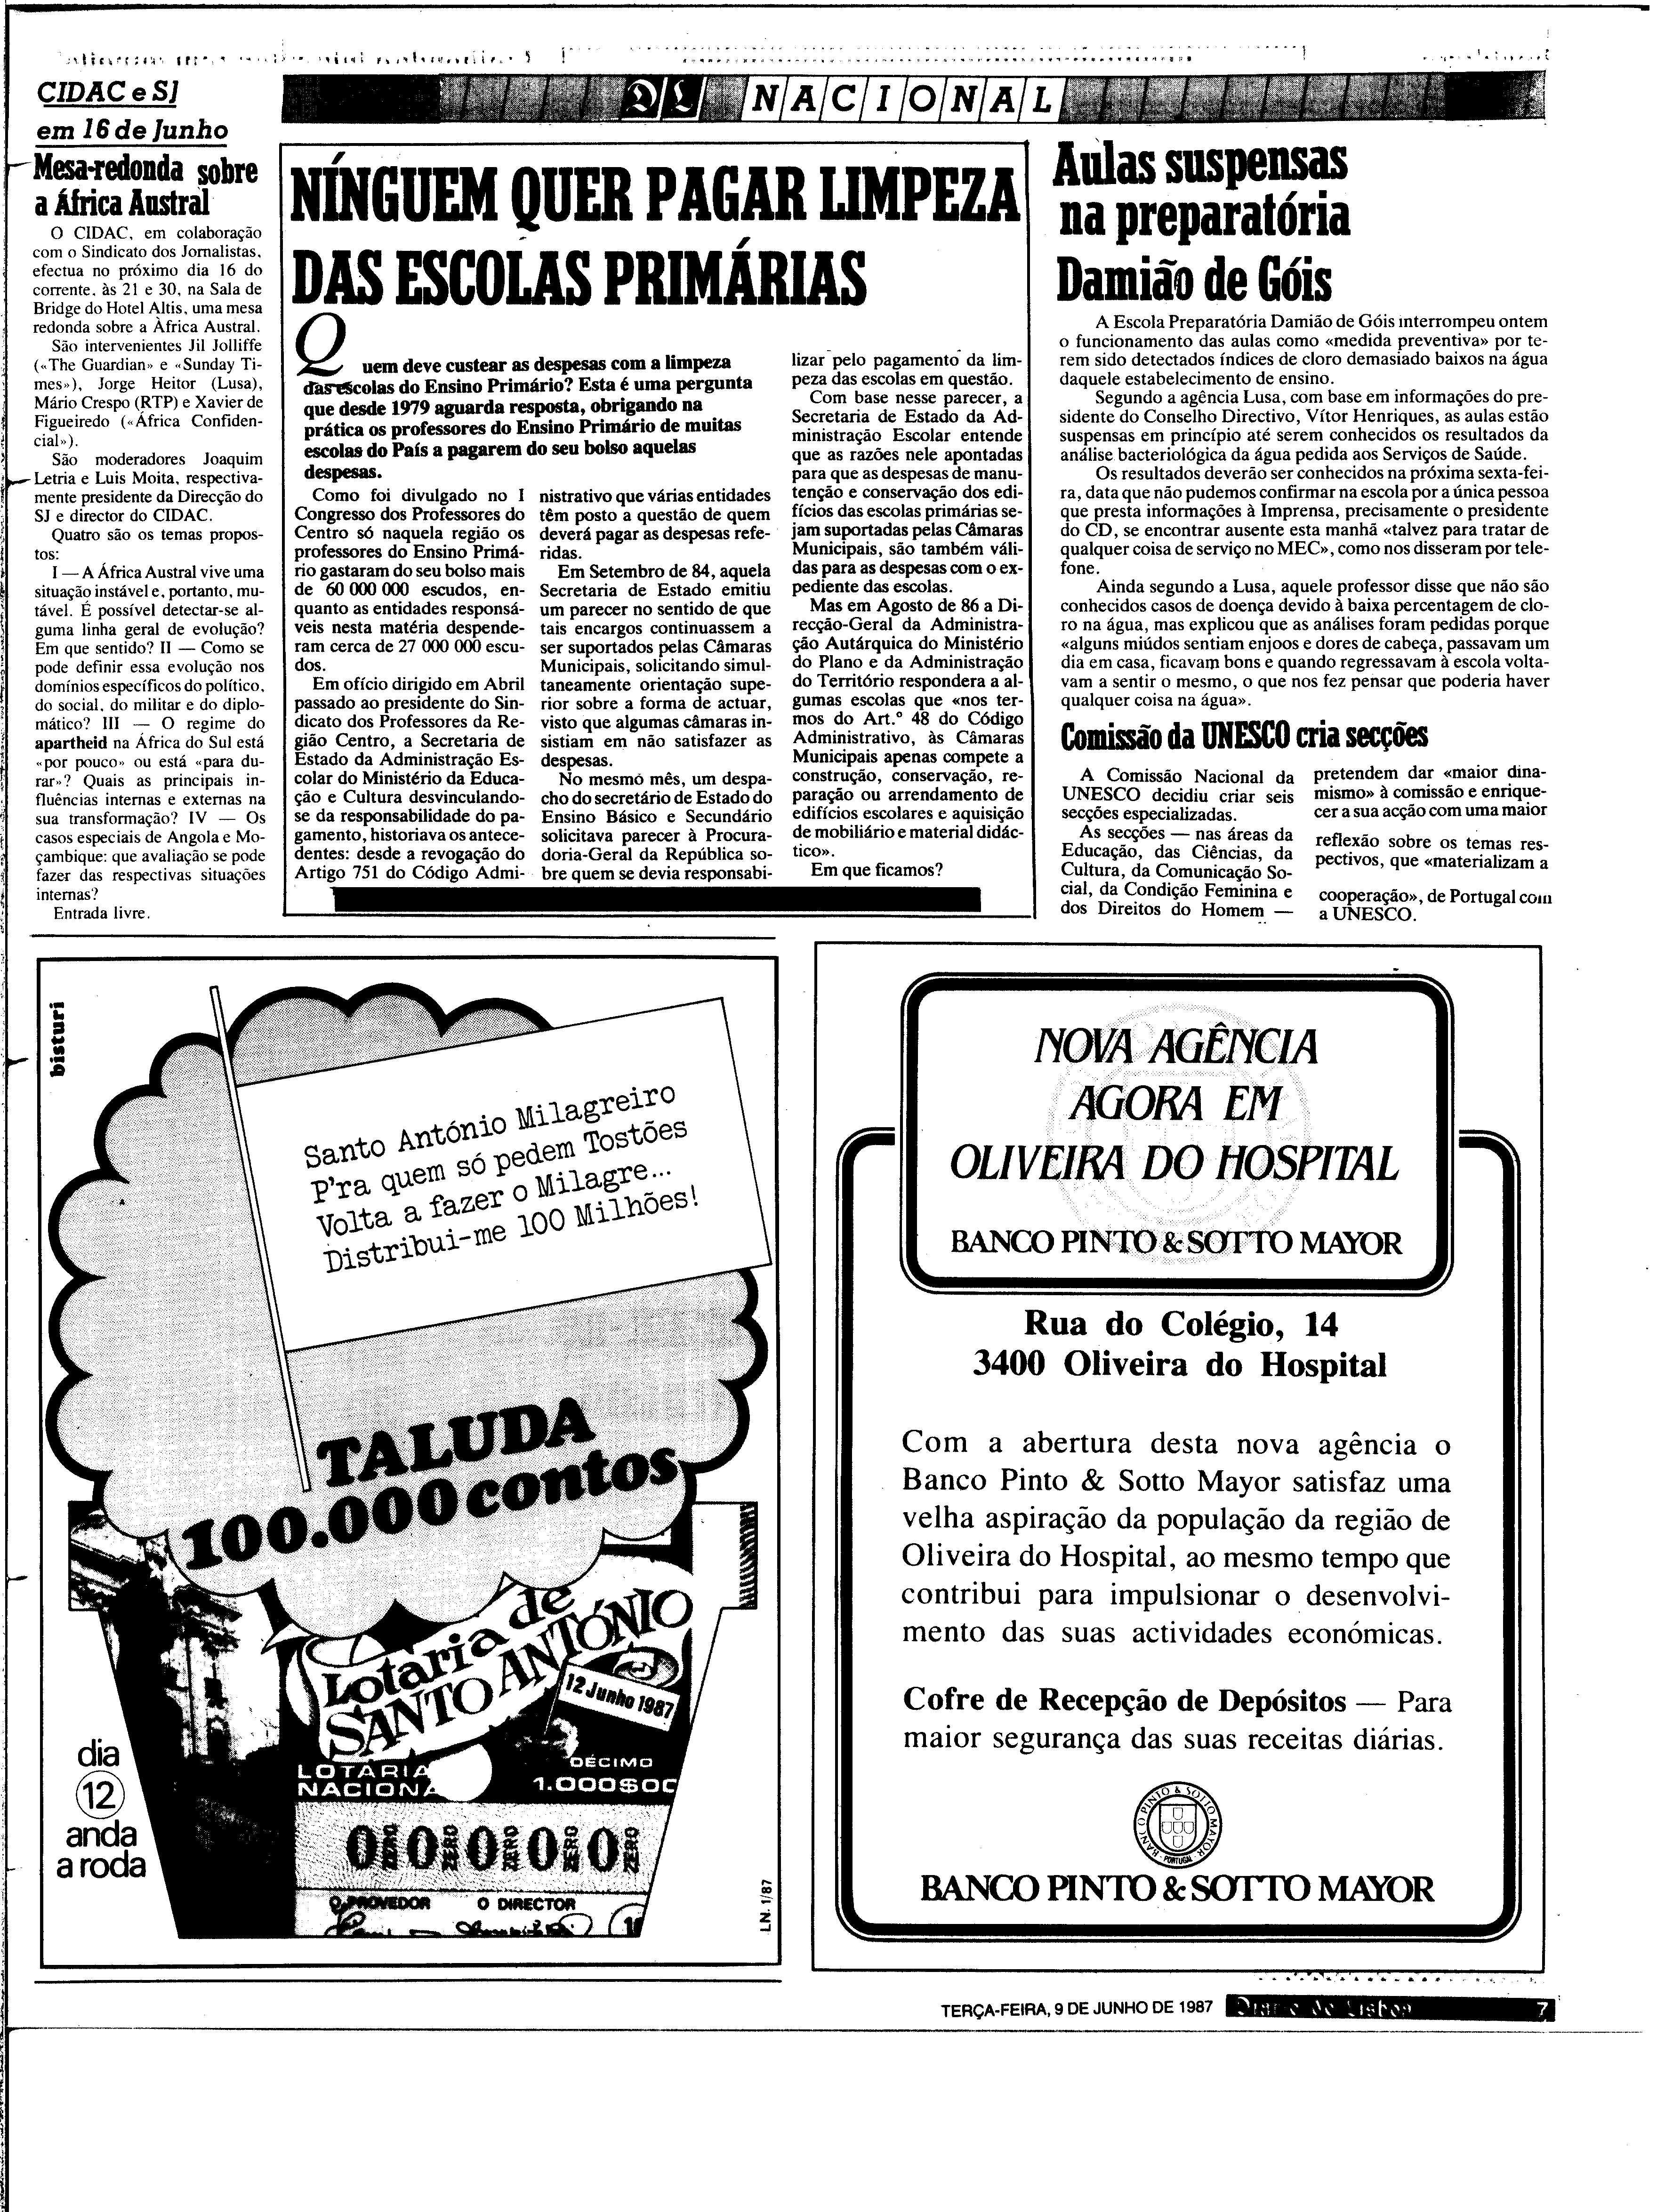 CIDAC e SJ
em 16 de Junho
Mesa-redonda sobre
a África Austral
O CIDAC, em colaboração
com o Sindicato dos Jornalistas,
efectua no próximo dia 16 do
corrente, às 21 e 30, na Sala de
Bridge do Hotel Altis, uma mesa
redonda sobre a Àfrica Austral.
São intervenientes Jil Jolliffe
(«The Guardian» e «Sunday Ti-
mes»), Jorge Heitor (Lusa),
Mário Crespo (RTP) e Xavier de
Figueiredo («África Confiden-
cial»).
São moderadores Joaquim
Letria e Luis Moita, respectiva-
mente presidente da Direcção do
SJ e director do CIDAC.
Quatro são os temas propos-
tos:
I — A África Austral vive uma
situação instável e, portanto, mu-
tável. É possível detectar-se al-
guma linha geral de evolução?
Em que sentido? II — Como se
pode definir essa evolução nos
domínios específicos do político,
do social, do militar e do diplo-
mático? III — O regime do
apartheid na África do Sul está
«por pouco» ou está «para du-
rar»? Quais as principais in-
fluências internas e externas na
sua transformação? IV — Os
casos especiais de Angola e Mo-
çambique: que avaliação se pode
fazer das respectivas situações
internas?
Entrada livre.
DL NACIONAL
NÍNGUEM QUER PAGAR LIMPEZA
DAS ESCOLAS PRIMÁRIAS
Quem deve custear as despesas com a limpeza
das escolas do Ensino Primário? Esta é uma pergunta
que desde 1979 aguarda resposta, obrigando na
prática os professores do Ensino Primário de muitas
escolas do País a pagarem do seu bolso aquelas
despesas.
Como foi divulgado no I
Congresso dos Professores do
Centro só naquela região os
professores do Ensino Primá-
rio gastaram do seu bolso mais
de 60 000 000 escudos, en-
quanto as entidades responsá-
veis nesta matéria despende-
ram cerca de 27 000 000 escu-
dos.
Em ofício dirigido em Abril
passado ao presidente do Sin-
dicato dos Professores da Re-
gião Centro, a Secretaria de
Estado da Administração Es-
colar do Ministério da Educa-
ção e Cultura desvinculando-
se da responsabilidade do pa-
gamento, historiava os antece-
dentes: desde a revogação do
Artigo 751 do Código Admi-
nistrativo que várias entidades
têm posto a questão de quem
deverá pagar as despesas refe-
ridas.
Em Setembro de 84, aquela
Secretaria de Estado emitiu
um parecer no sentido de que
tais encargos continuassem a
ser suportados pelas Câmaras
Municipais, solicitando simul-
taneamente orientação supe-
rior sobre a forma de actuar,
visto que algumas câmaras in-
sistiam em não satisfazer as
despesas.
No mesmo mês, um despa-
cho do secretário de Estado do
Ensino Básico e Secundário
solicitava parecer à Procura-
doria-Geral da República so-
bre quem se devia responsabi-
lizar pelo pagamento da lim-
peza das escolas em questão.
Com base nesse parecer, a
Secretaria de Estado da Ad-
ministração Escolar entende
que as razões nele apontadas
para que as despesas de manu-
tenção e conservação dos edi-
fícios das escolas primárias se-
jam suportadas pelas Câmaras
Municipais, são também váli-
das para as despesas com o ex-
pediente das escolas.
Mas em Agosto de 86 a Di-
recção-Geral da Administra-
ção Autárquica do Ministério
do Plano e da Administração
do Território respondera a al-
gumas escolas que «nos ter-
mos do Art.º 48 do Código
Administrativo, às Câmaras
Municipais apenas compete a
construção, conservação, re-
paração ou arrendamento de
edifícios escolares e aquisição
de mobiliário e material didác-
tico».
Em que ficamos?
Aulas suspensas
na preparatória
Damião de Góis
A Escola Preparatória Damião de Góis interrompeu ontem
o funcionamento das aulas como «medida preventiva» por te-
rem sido detectados índices de cloro demasiado baixos na água
daquele estabelecimento de ensino.
Segundo a agência Lusa, com base em informações do pre-
sidente do Conselho Directivo, Vítor Henriques, as aulas estão
suspensas em princípio até serem conhecidos os resultados da
análise bacteriológica da água pedida aos Serviços de Saúde.
Os resultados deverão ser conhecidos na próxima sexta-fei-
ra, data que não pudemos confirmar na escola por a única pessoa
que presta informações à Imprensa, precisamente o presidente
do CD, se encontrar ausente esta manhã «talvez para tratar de
qualquer coisa de serviço no MEC», como nos disseram por tele-
fone.
Ainda segundo a Lusa, aquele professor disse que não são
conhecidos casos de doença devido à baixa percentagem de clo-
ro na água, mas explicou que as análises foram pedidas porque
«alguns miúdos sentiam enjoos e dores de cabeça, passavam um
dia em casa, ficavam bons e quando regressavam à escola volta-
vam a sentir o mesmo, o que nos fez pensar que poderia haver
qualquer coisa na água».
Comissão da UNESCO cria secções
A Comissão Nacional da
UNESCO decidiu criar seis
secções especializadas.
As secções — nas áreas da
Educação, das Ciências, da
Cultura, da Comunicação So-
cial, da Condição Feminina e
dos Direitos do Homem —
pretendem dar «maior dina-
mismo» à comissão e enrique-
cer a sua acção com uma maior
reflexão sobre os temas res-
pectivos, que «materializam a
cooperação», de Portugal com
a UNESCO.
bisturi
Santo António Milagreiro
P'ra quem só pedem Tostões
Volta a fazer o Milagre...
Distribui-me 100 Milhões!
TALUDA
100.000 contos
Lotaria de
SANTO ANTÓNIO
12 Junho 1987
LOTARIA
NACIONA
DÉCIMO
1.000$00
0 ZERO 0 ZERO 0 ZERO 0 ZERO 0 ZERO
O PROVEDOR O DIRECTOR
dia
12
anda
a roda
LN. 1/87
NOVA AGÊNCIA
AGORA EM
OLIVEIRA DO HOSPITAL
BANCO PINTO & SOTTO MAYOR
Rua do Colégio, 14
3400 Oliveira do Hospital
Com a abertura desta nova agência o
Banco Pinto & Sotto Mayor satisfaz uma
velha aspiração da população da região de
Oliveira do Hospital, ao mesmo tempo que
contribui para impulsionar o desenvolvi-
mento das suas actividades económicas.
Cofre de Recepção de Depósitos — Para
maior segurança das suas receitas diárias.
BANCO PINTO & SOTTO MAYOR
PORTUGAL
BANCO PINTO & SOTTO MAYOR
TERÇA-FEIRA, 9 DE JUNHO DE 1987 Diário de Lisboa 7